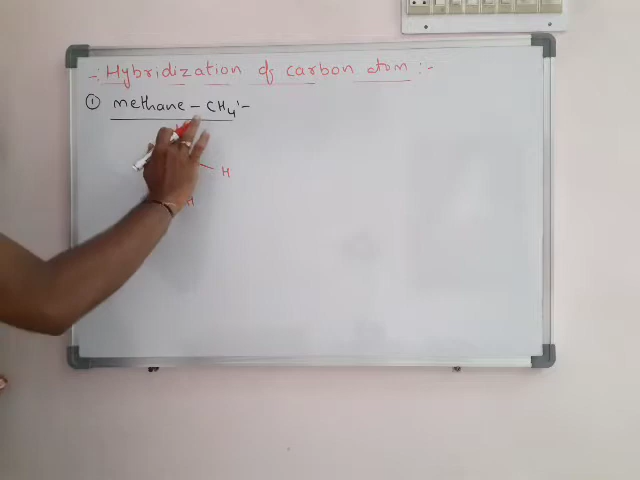 -: Hybridization of carbon atom :-
① methane - CH4 :-
H
H
H